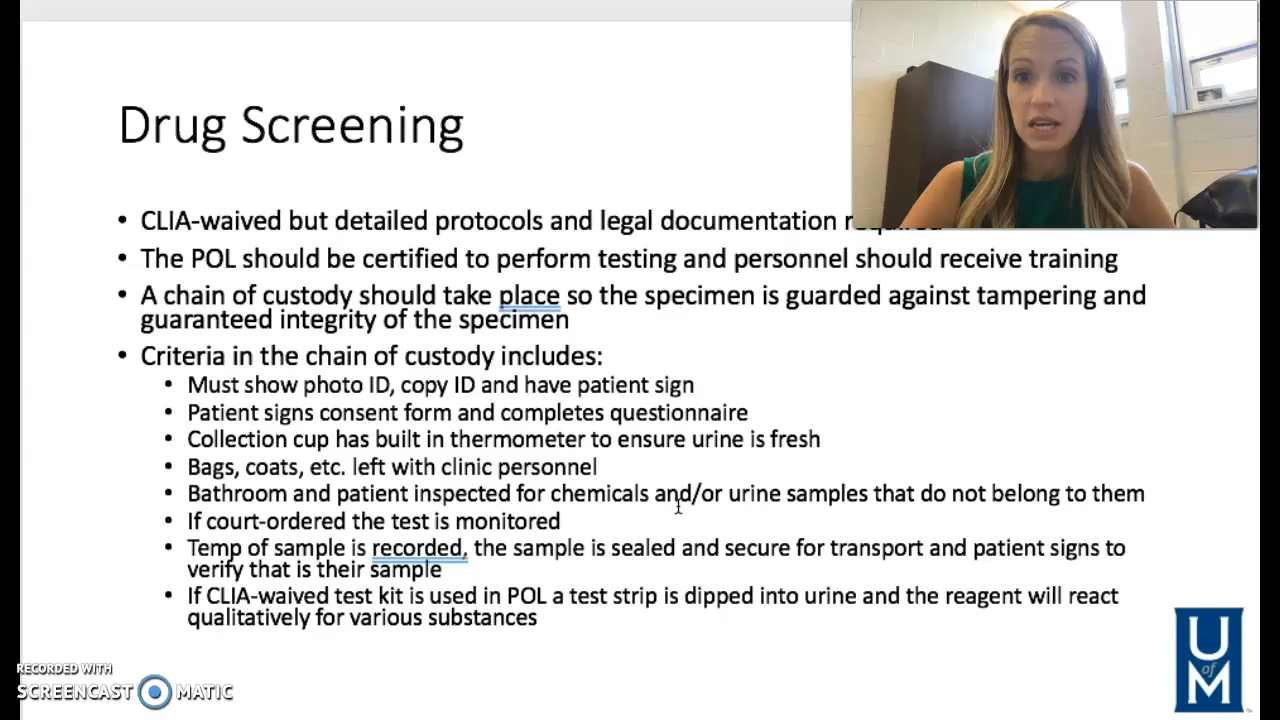 Drug Screening
• CLIA-waived but detailed protocols and legal documentation required
• The POL should be certified to perform testing and personnel should receive training
• A chain of custody should take place so the specimen is guarded against tampering and
guaranteed integrity of the specimen
• Criteria in the chain of custody includes:
• Must show photo ID, copy ID and have patient sign
• Patient signs consent form and completes questionnaire
• Collection cup has built in thermometer to ensure urine is fresh
• Bags, coats, etc. left with clinic personnel
• Bathroom and patient inspected for chemicals and/or urine samples that do not belong to them
• If court-ordered the test is monitored
• Temp of sample is recorded, the sample is sealed and secure for transport and patient signs to
verify that is their sample
• If CLIA-waived test kit is used in POL a test strip is dipped into urine and the reagent will react
qualitatively for various substances
RECORDED WITH
SCREENCAST MATIC
U
of
M
TM